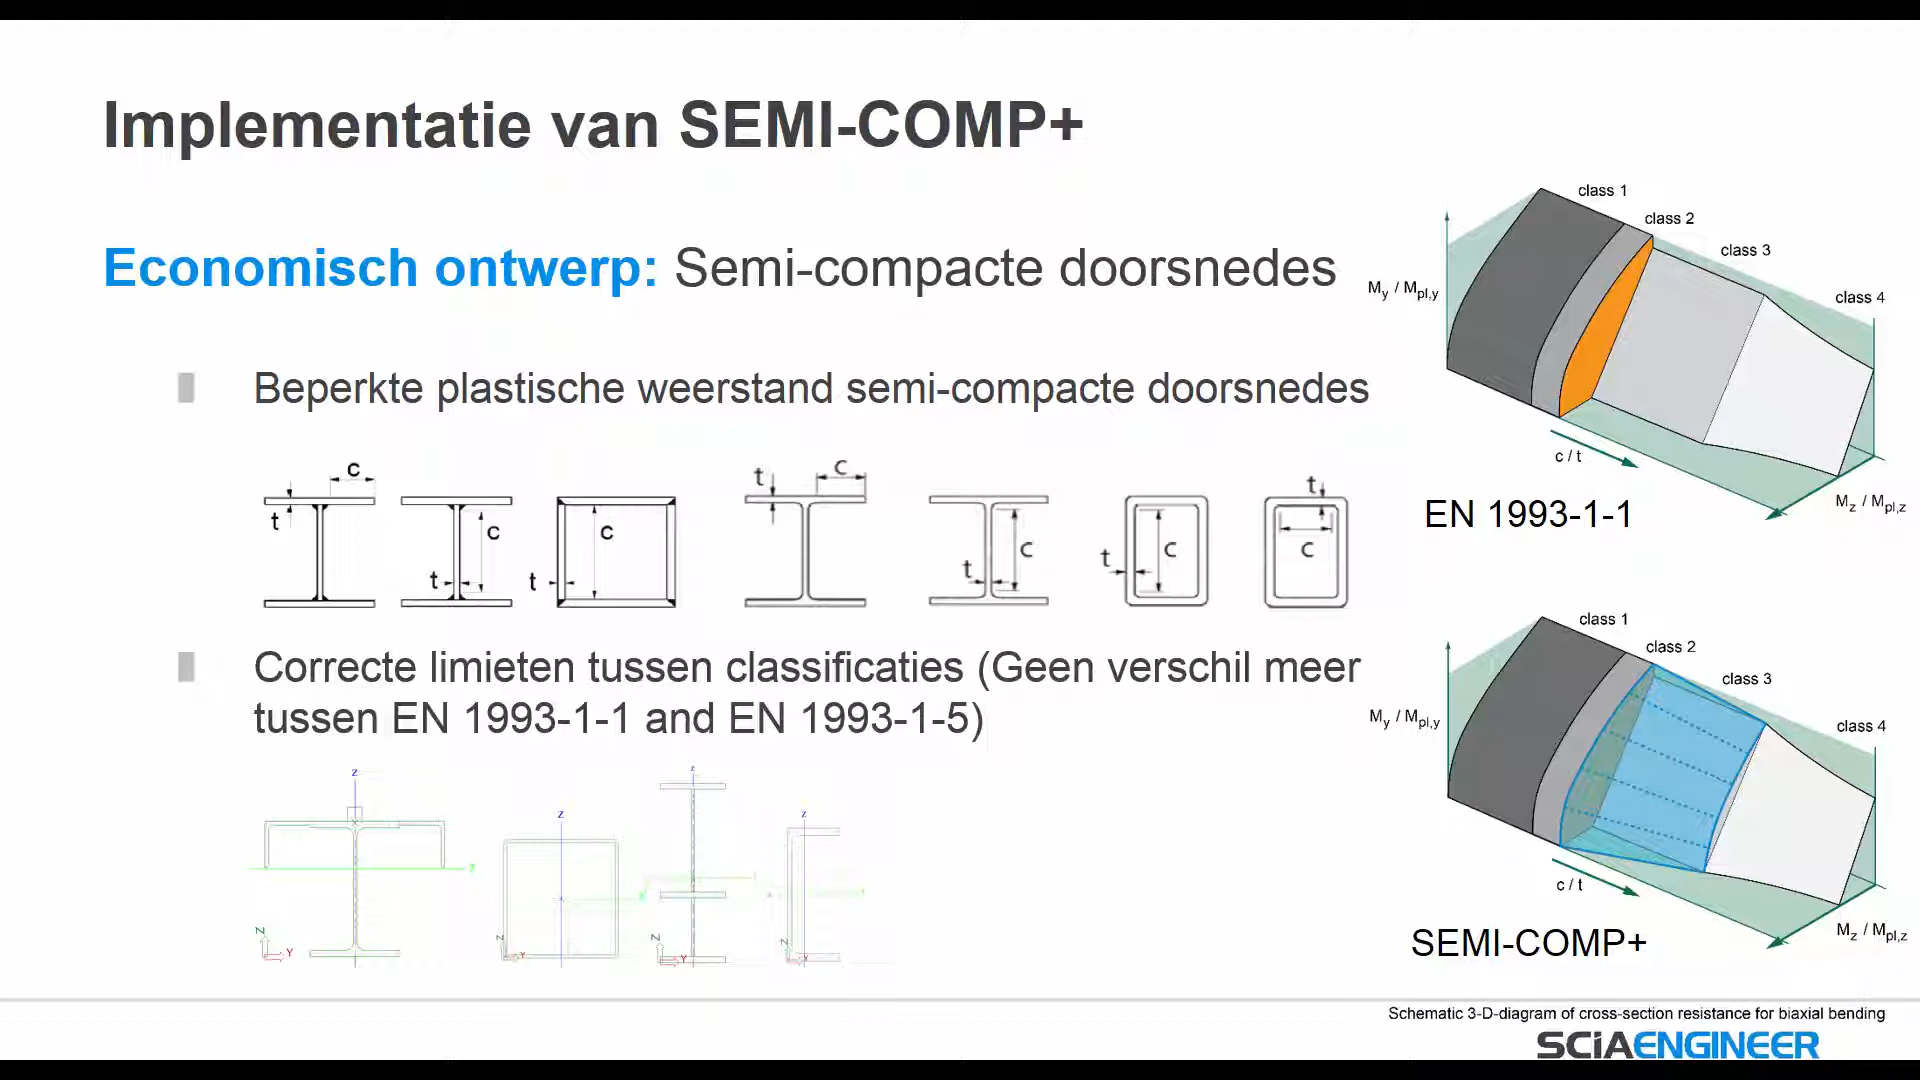 Implementatie van SEMI-COMP+
Economisch ontwerp: Semi-compacte doorsnedes
Beperkte plastische weerstand semi-compacte doorsnedes
c
t
c
t
c
t
t
c
c
t
c
t
t
c
Correcte limieten tussen classificaties (Geen verschil meer
tussen EN 1993-1-1 and EN 1993-1-5)
z
y
Z
Y
z
Z
Y
z
Z
Y
z
Z
Y
class 1
class 2
class 3
class 4
My / Mpl,y
c / t
Mz / Mpl,z
EN 1993-1-1
class 1
class 2
class 3
class 4
My / Mpl,y
c / t
Mz / Mpl,z
SEMI-COMP+
Schematic 3-D-diagram of cross-section resistance for biaxial bending
SCiAENGINEER